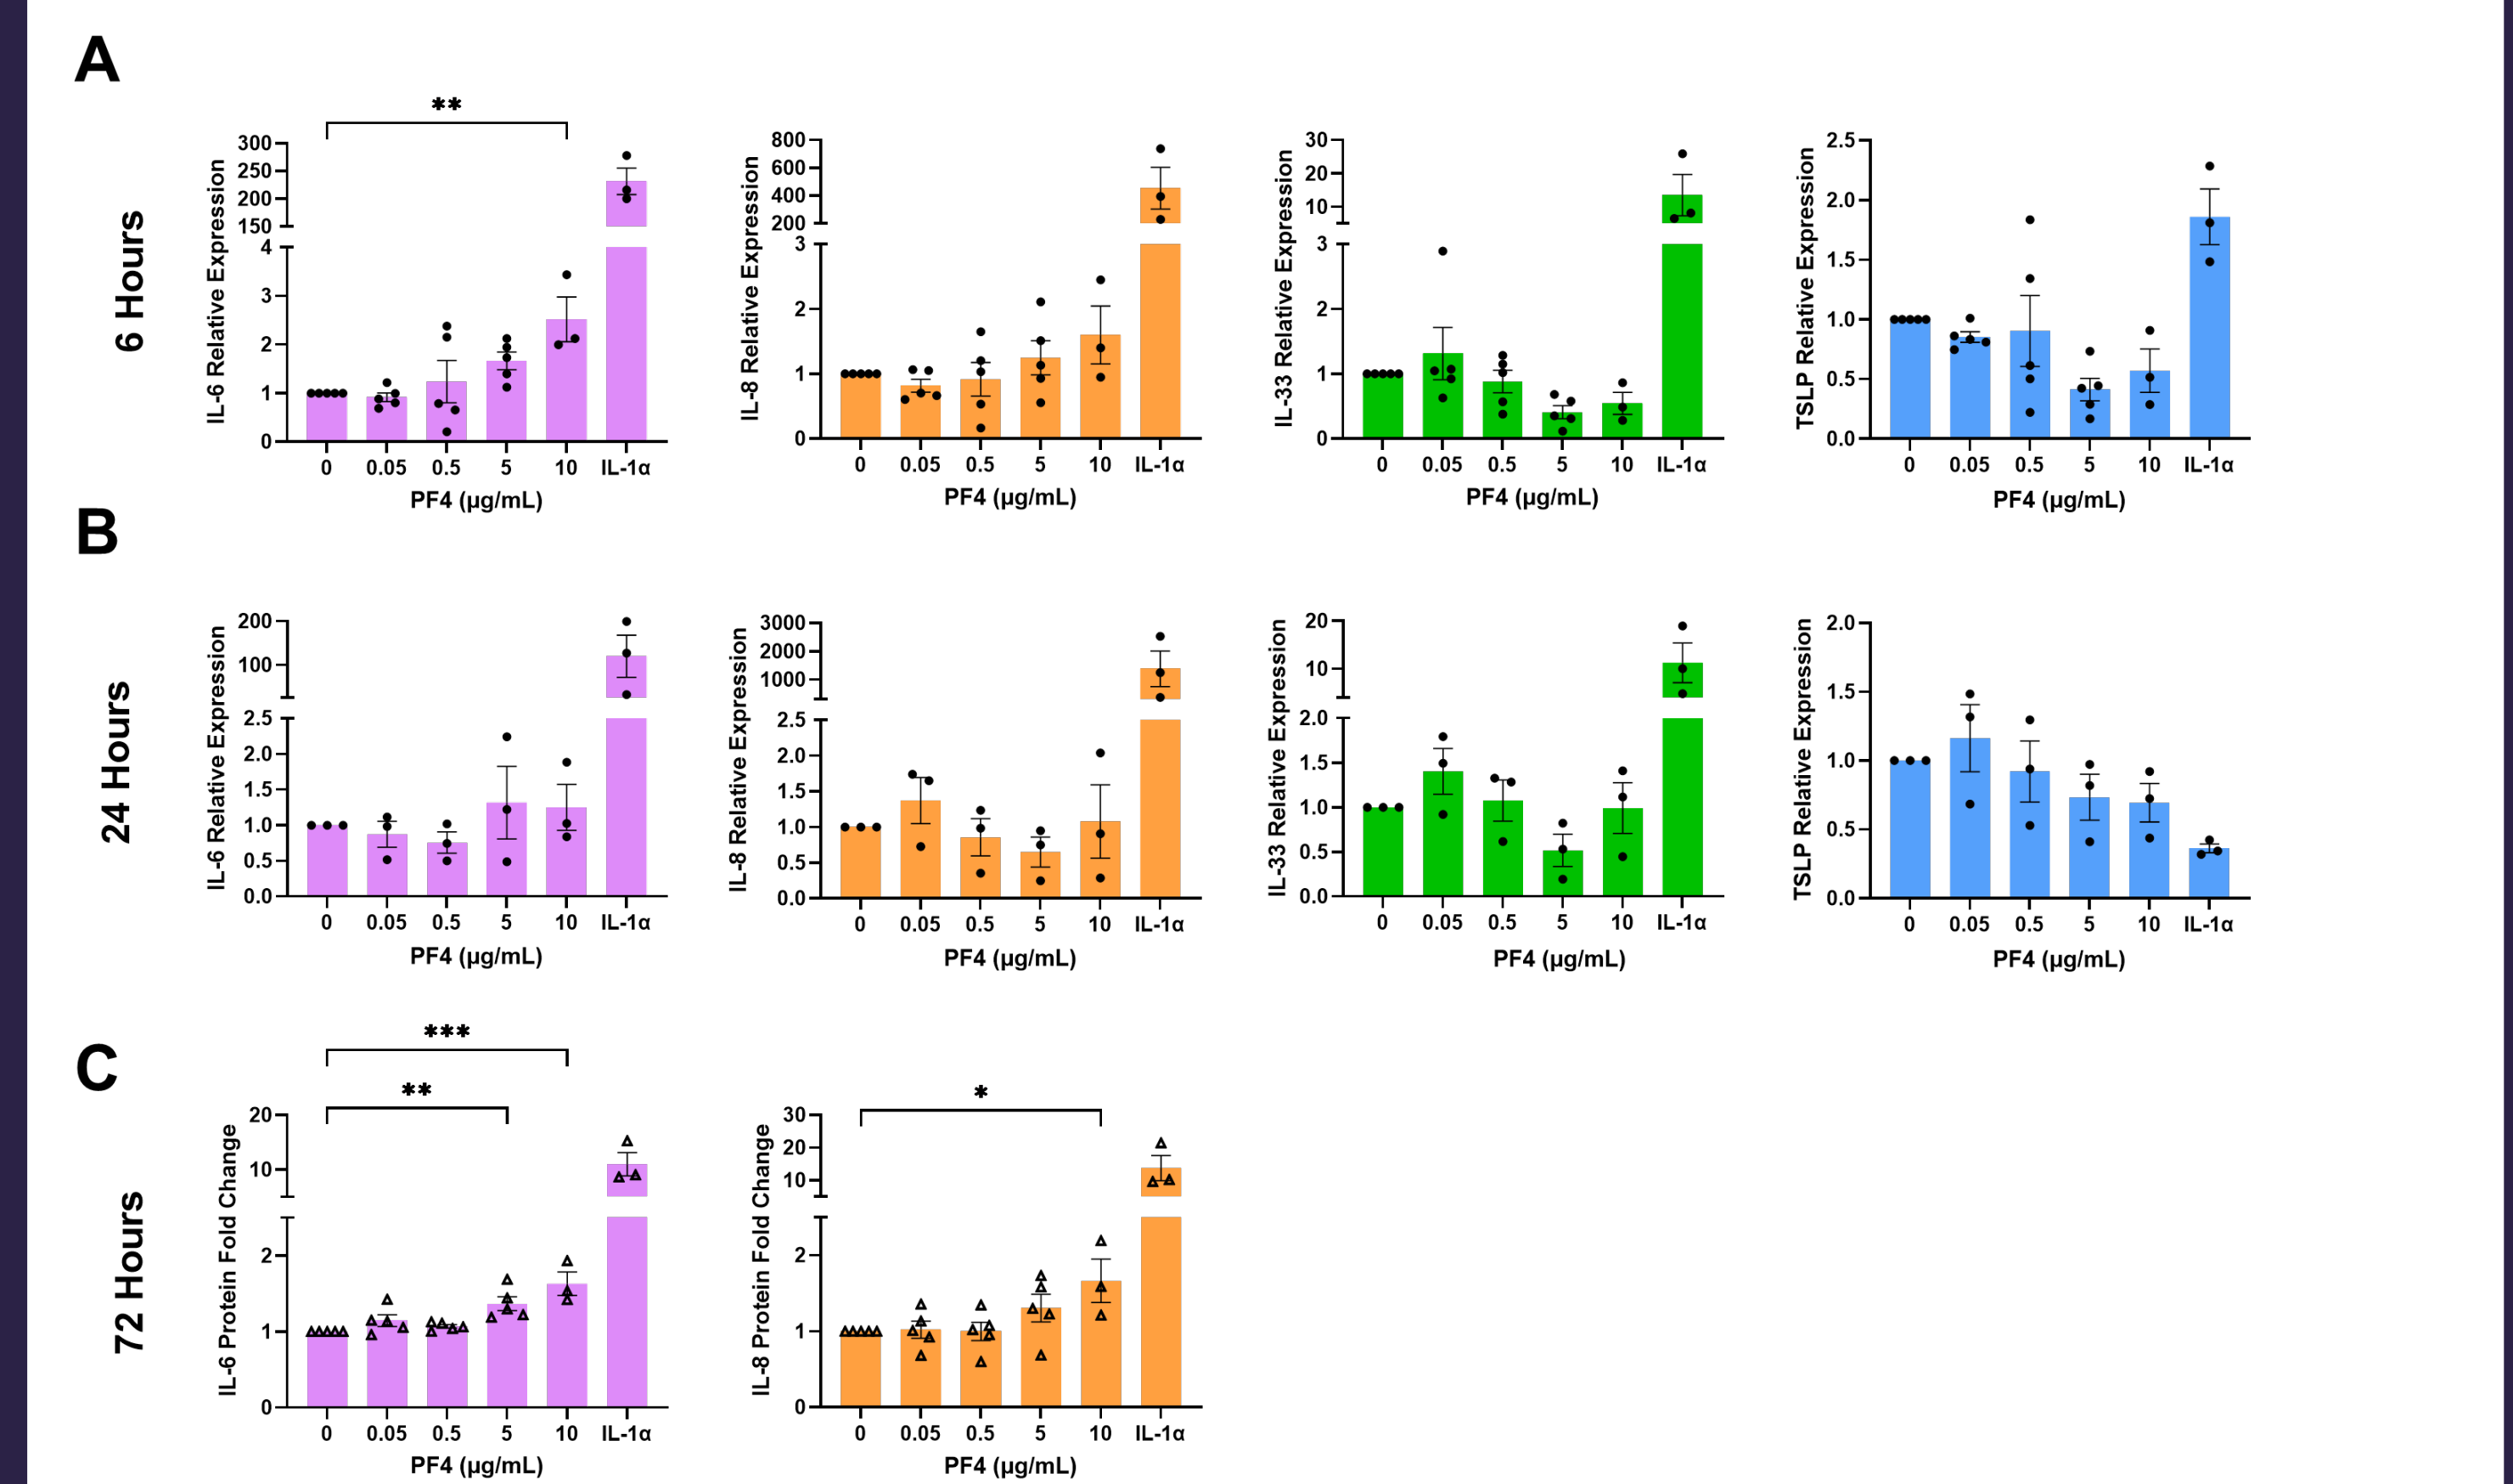 A
6 Hours
**
IL-6 Relative Expression
300
250
200
150
4
3
2
1
0
0 0.05 0.5 5 10 IL-1α
PF4 (µg/mL)
IL-8 Relative Expression
800
600
400
200
3
2
1
0
0 0.05 0.5 5 10 IL-1α
PF4 (µg/mL)
IL-33 Relative Expression
30
20
10
3
2
1
0
0 0.05 0.5 5 10 IL-1α
PF4 (µg/mL)
TSLP Relative Expression
2.5
2.0
1.5
1.0
0.5
0.0
0 0.05 0.5 5 10 IL-1α
PF4 (µg/mL)
B
24 Hours
IL-6 Relative Expression
200
100
2.5
2.0
1.5
1.0
0.5
0.0
0 0.05 0.5 5 10 IL-1α
PF4 (µg/mL)
IL-8 Relative Expression
3000
2000
1000
2.5
2.0
1.5
1.0
0.5
0.0
0 0.05 0.5 5 10 IL-1α
PF4 (µg/mL)
IL-33 Relative Expression
20
10
2.0
1.5
1.0
0.5
0.0
0 0.05 0.5 5 10 IL-1α
PF4 (µg/mL)
TSLP Relative Expression
2.0
1.5
1.0
0.5
0.0
0 0.05 0.5 5 10 IL-1α
PF4 (µg/mL)
C
72 Hours
***
**
IL-6 Protein Fold Change
20
10
2
1
0
0 0.05 0.5 5 10 IL-1α
PF4 (µg/mL)
*
IL-8 Protein Fold Change
30
20
10
2
1
0
0 0.05 0.5 5 10 IL-1α
PF4 (µg/mL)